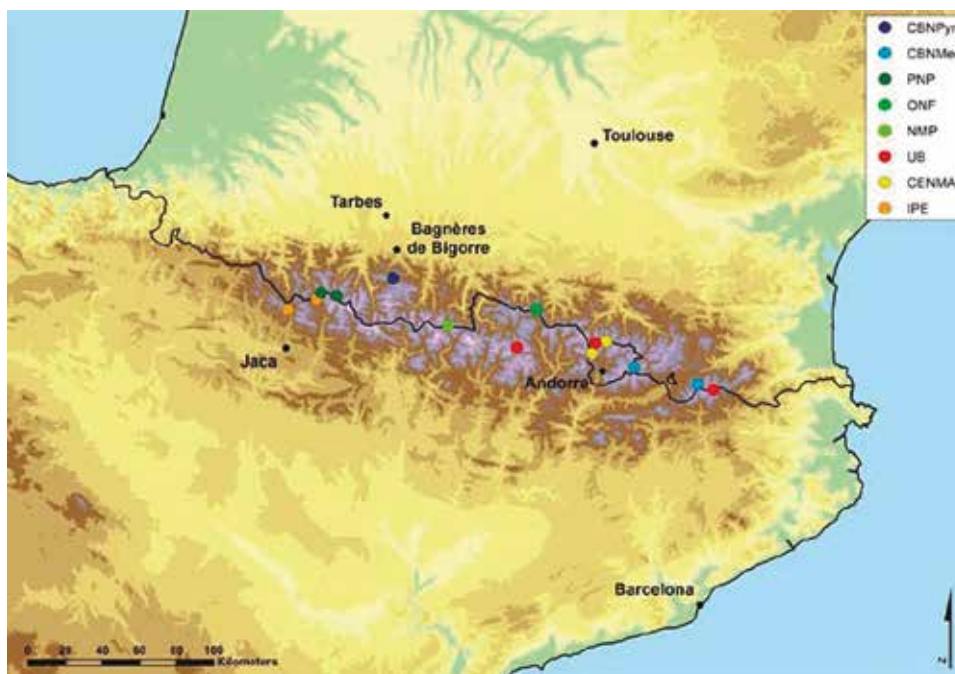 CBNPyr
CBNMed
PNP
ONF
NMP
UB
CENMA
IPE
Toulouse
Tarbes
Bagnères
de Bigorre
Jaca
Andorre
Barcelona
0 20 40 60 80 100
Kilometers
N